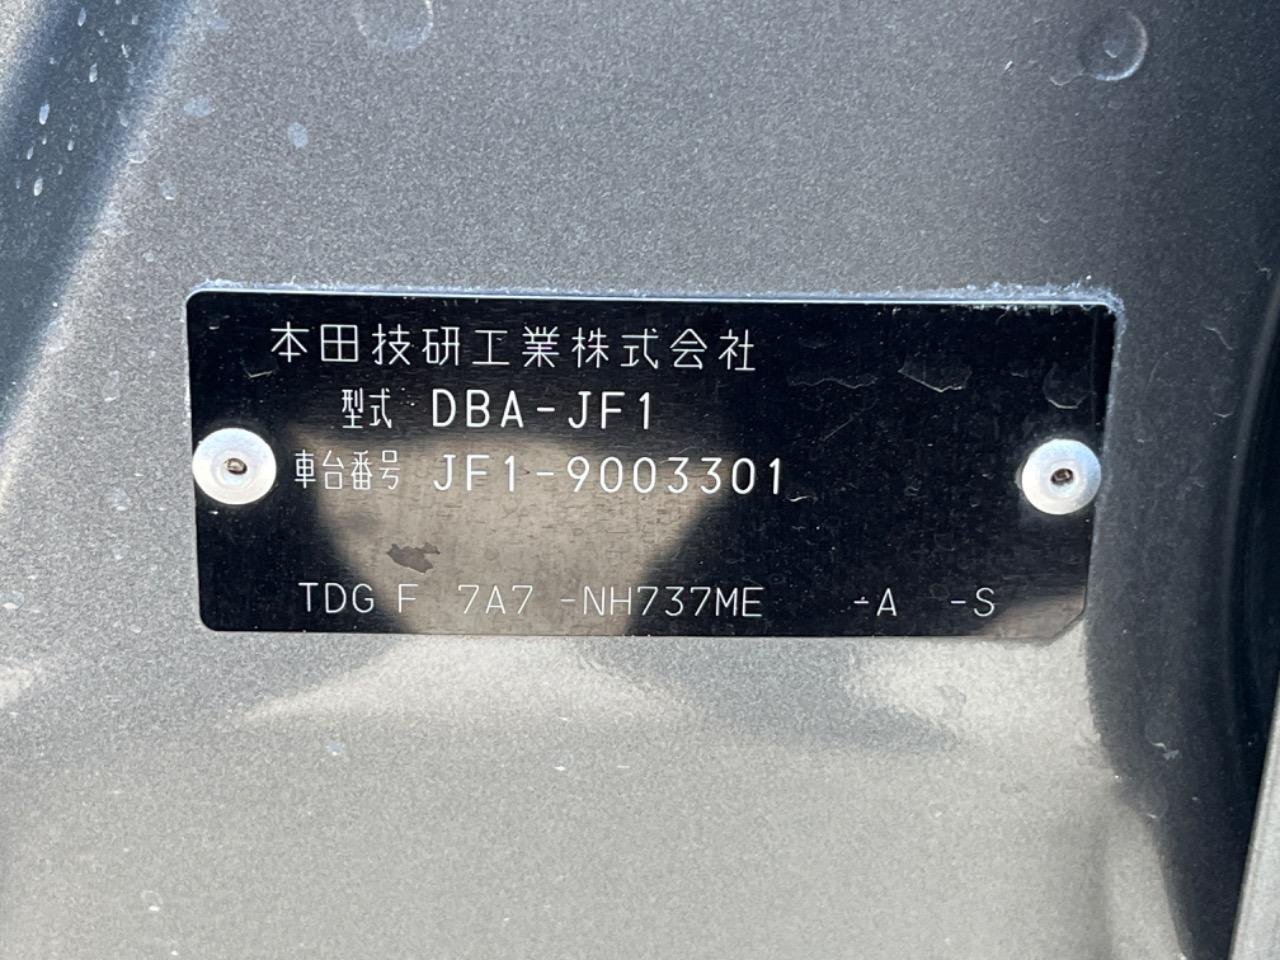 本田技研工業株式会社
型式 DBA-JF1
車台番号 JF1-9003301
TDG F 7A7 -NH737ME -A -S